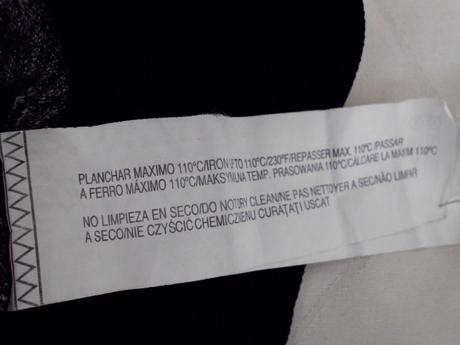 PLANCHAR MAXIMO 110°C/IRON UPTO 110°C/230°F/REPASSER MAX. 110°C /PASSAR
A FERRO MÁXIMO 110°C/MAKSYMALNA TEMP. PRASOWANIA 110°C/CALCARE LA MAXIM 110°C
NO LIMPIEZA EN SECO/DO NOT DRY CLEAN/NE PAS NETTOYER A SEC/NÃO LIMPAR
A SECO/NIE CZYŚCIĆ CHEMICZNIE/NU CURĂȚAȚI USCAT